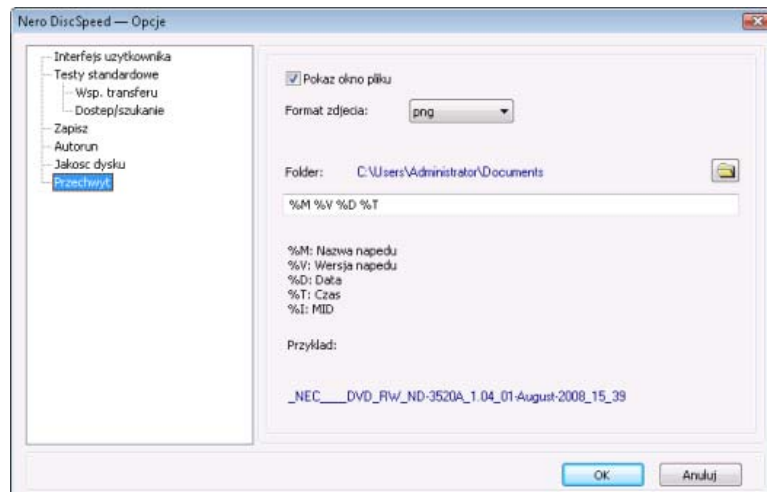 Nero DiscSpeed — Opcje
Interfejs uzytkownika
Testy standardowe
Wsp. transferu
Dostep/szukanie
Zapisz
Autorun
Jakosc dysku
Przechwyt
Pokaz okno pliku
Format zdjecia: png
Folder: C:\Users\Administrator\Documents
%M %V %D %T
%M: Nazwa napedu
%V: Wersja napedu
%D: Data
%T: Czas
%I: MID
Przyklad:
_NEC____DVD_RW_ND-3520A_1.04_01-August-2008_15_39
OK Anuluj